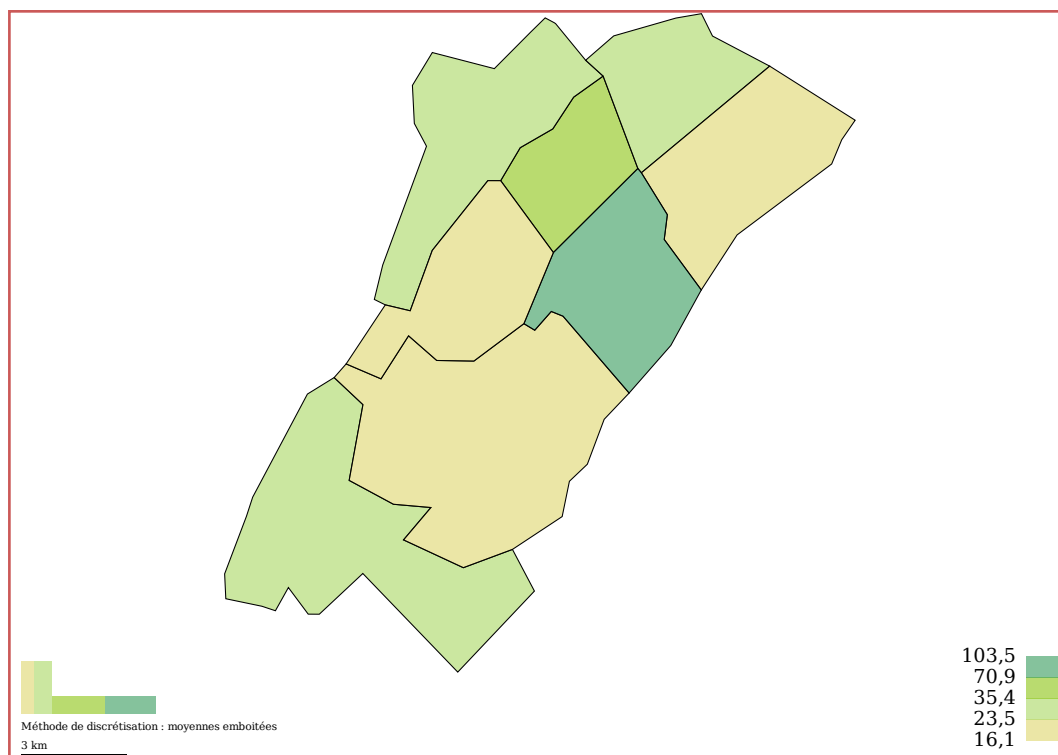 103,5
70,9
35,4
23,5
16,1
Méthode de discrétisation : moyennes emboitées
3 km